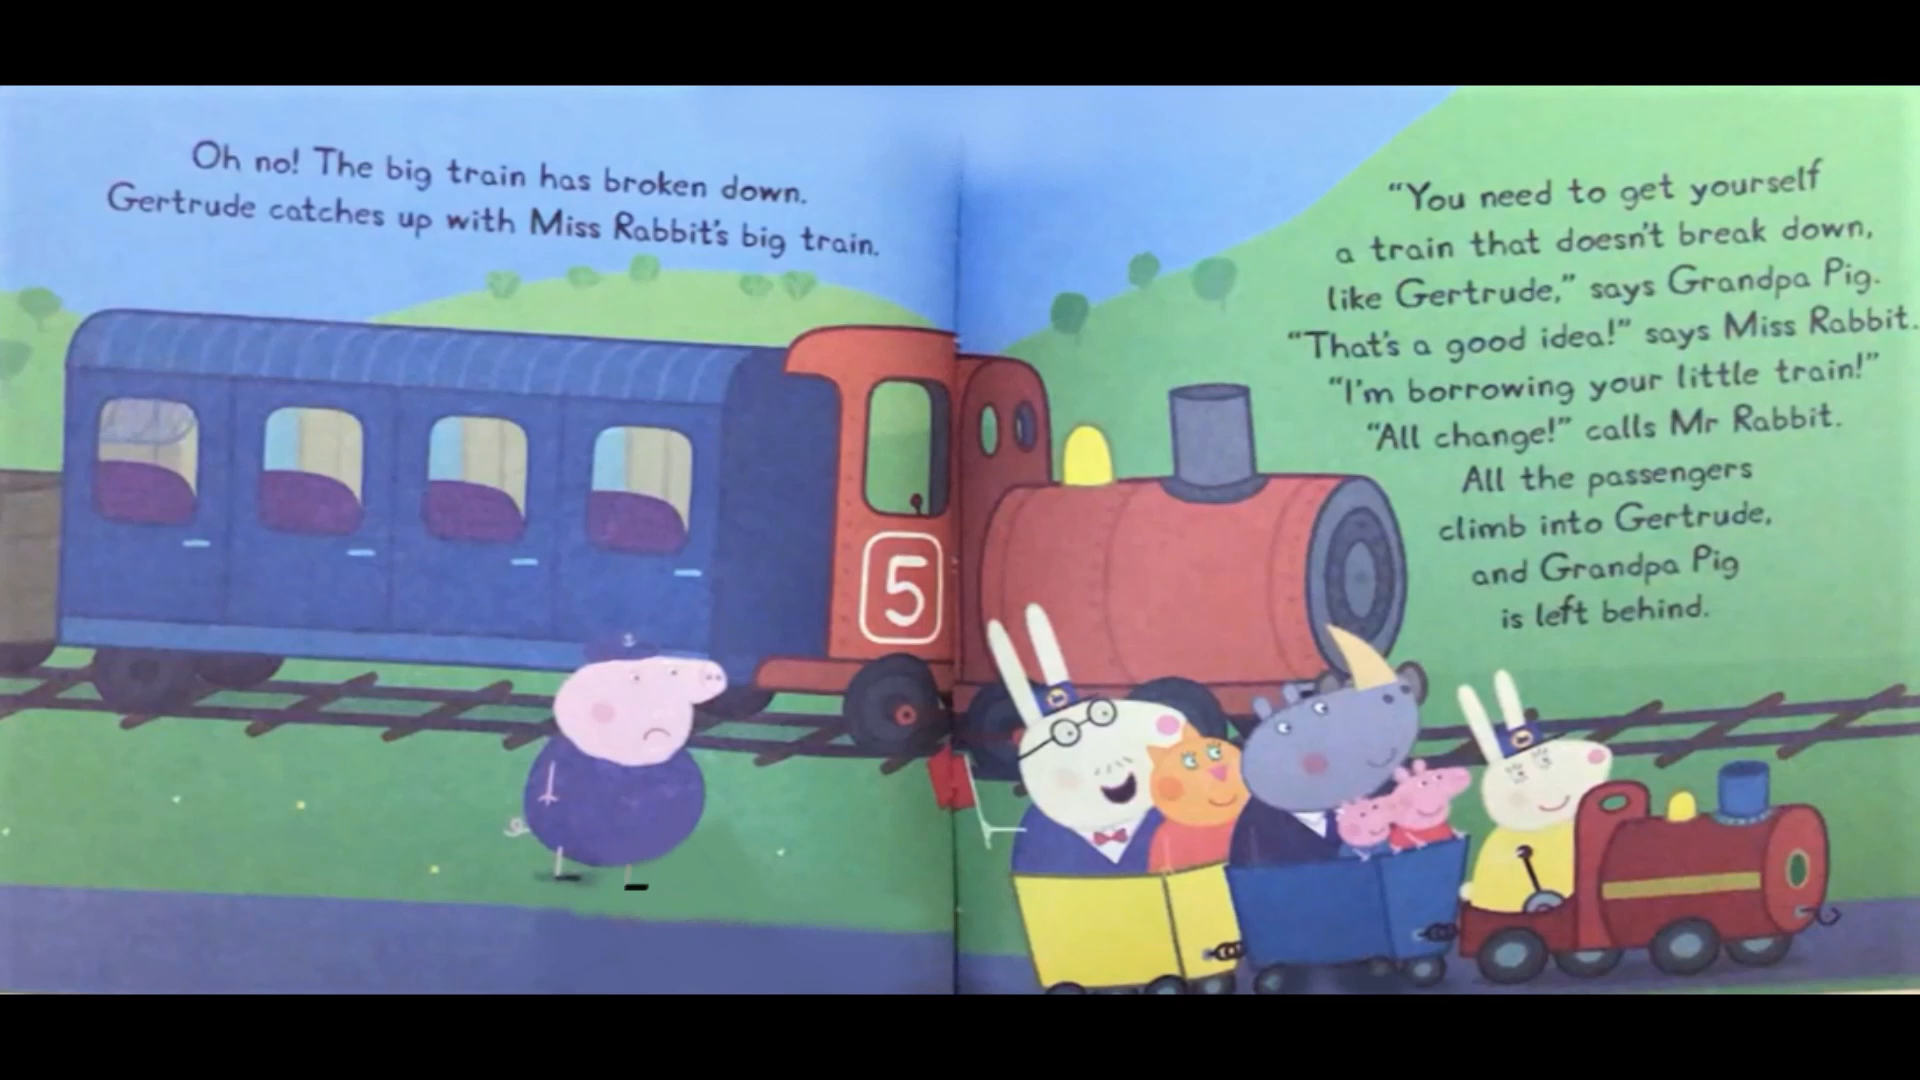 Oh no! The big train has broken down.
Gertrude catches up with Miss Rabbit's big train.
5
"You need to get yourself
a train that doesn't break down,
like Gertrude," says Grandpa Pig.
"That's a good idea!" says Miss Rabbit.
"I'm borrowing your little train!"
"All change!" calls Mr Rabbit.
All the passengers
climb into Gertrude,
and Grandpa Pig
is left behind.